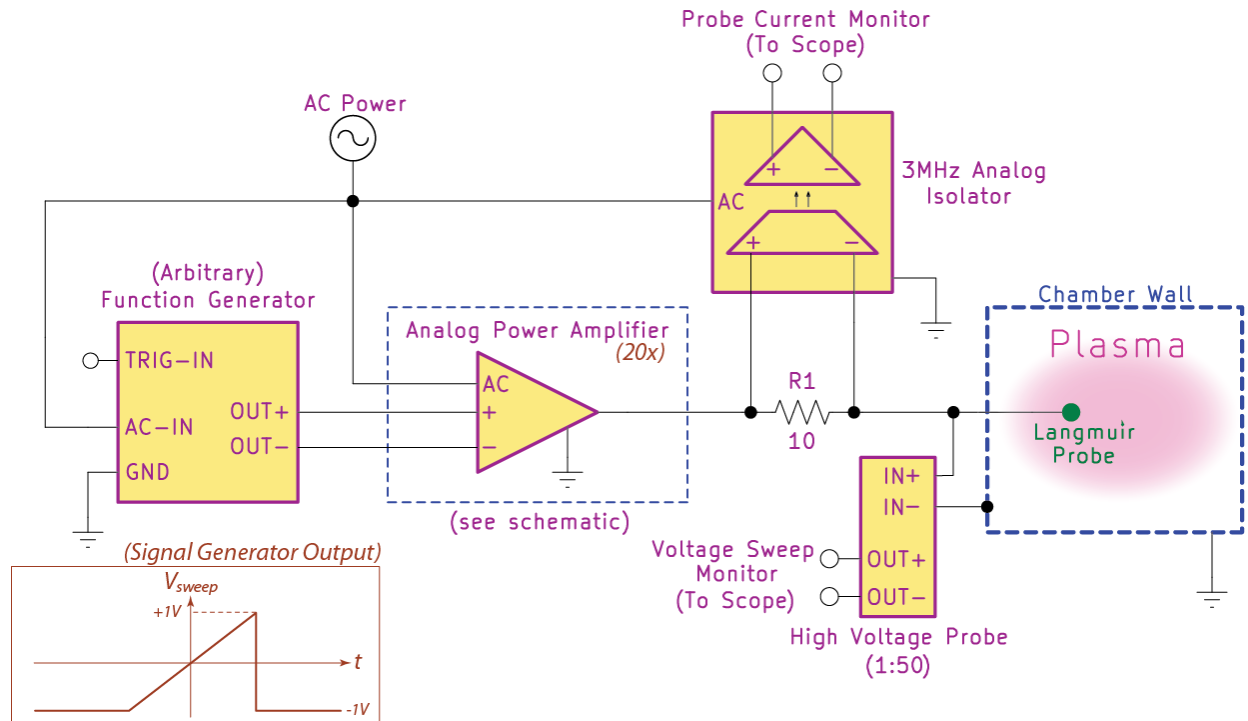 Probe Current Monitor
(To Scope)
AC Power
3MHz Analog
Isolator
AC
+
−
+
−
(Arbitrary)
Function Generator
TRIG-IN
AC-IN
GND
OUT+
OUT-
Analog Power Amplifier
(20x)
AC
+
−
(see schematic)
R1
10
Chamber Wall
Plasma
Langmuir
Probe
IN+
IN-
OUT+
OUT-
Voltage Sweep
Monitor
(To Scope)
High Voltage Probe
(1:50)
(Signal Generator Output)
Vsweep
+1V
t
-1V